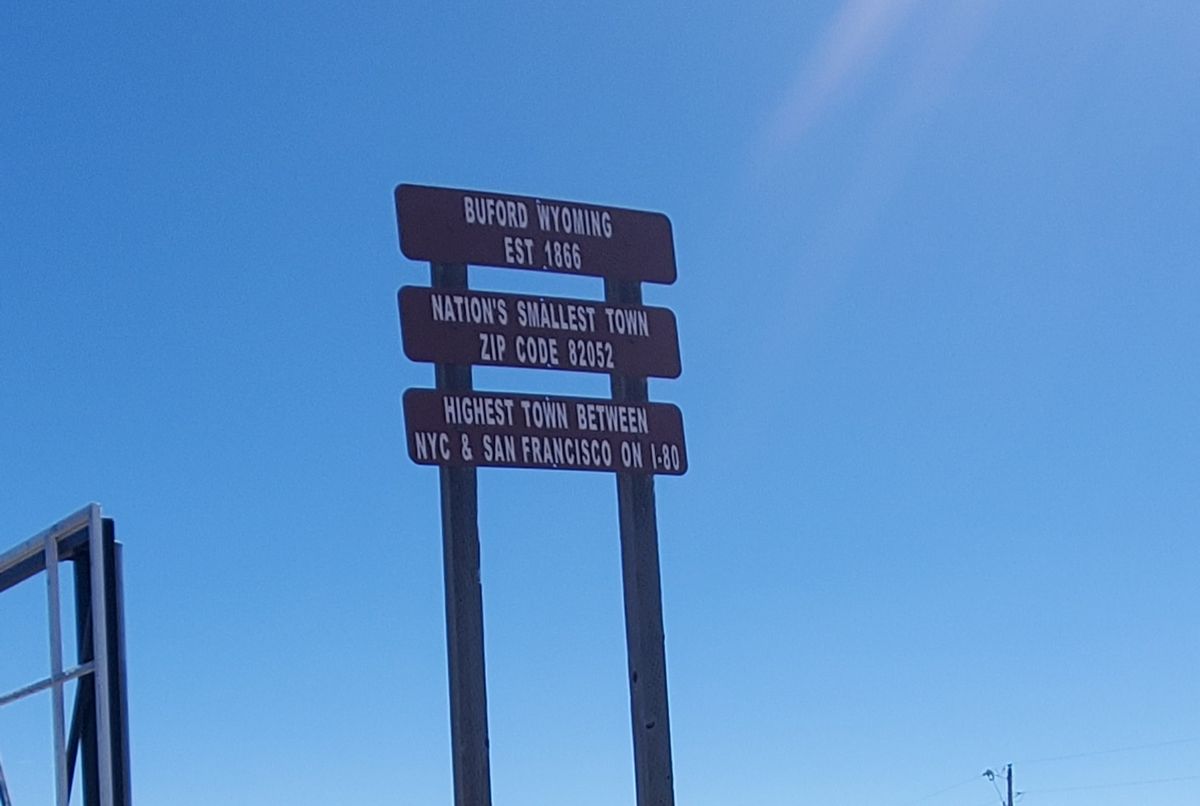 BUFORD WYOMING
EST 1866
NATION'S SMALLEST TOWN
ZIP CODE 82052
HIGHEST TOWN BETWEEN
NYC & SAN FRANCISCO ON I-80